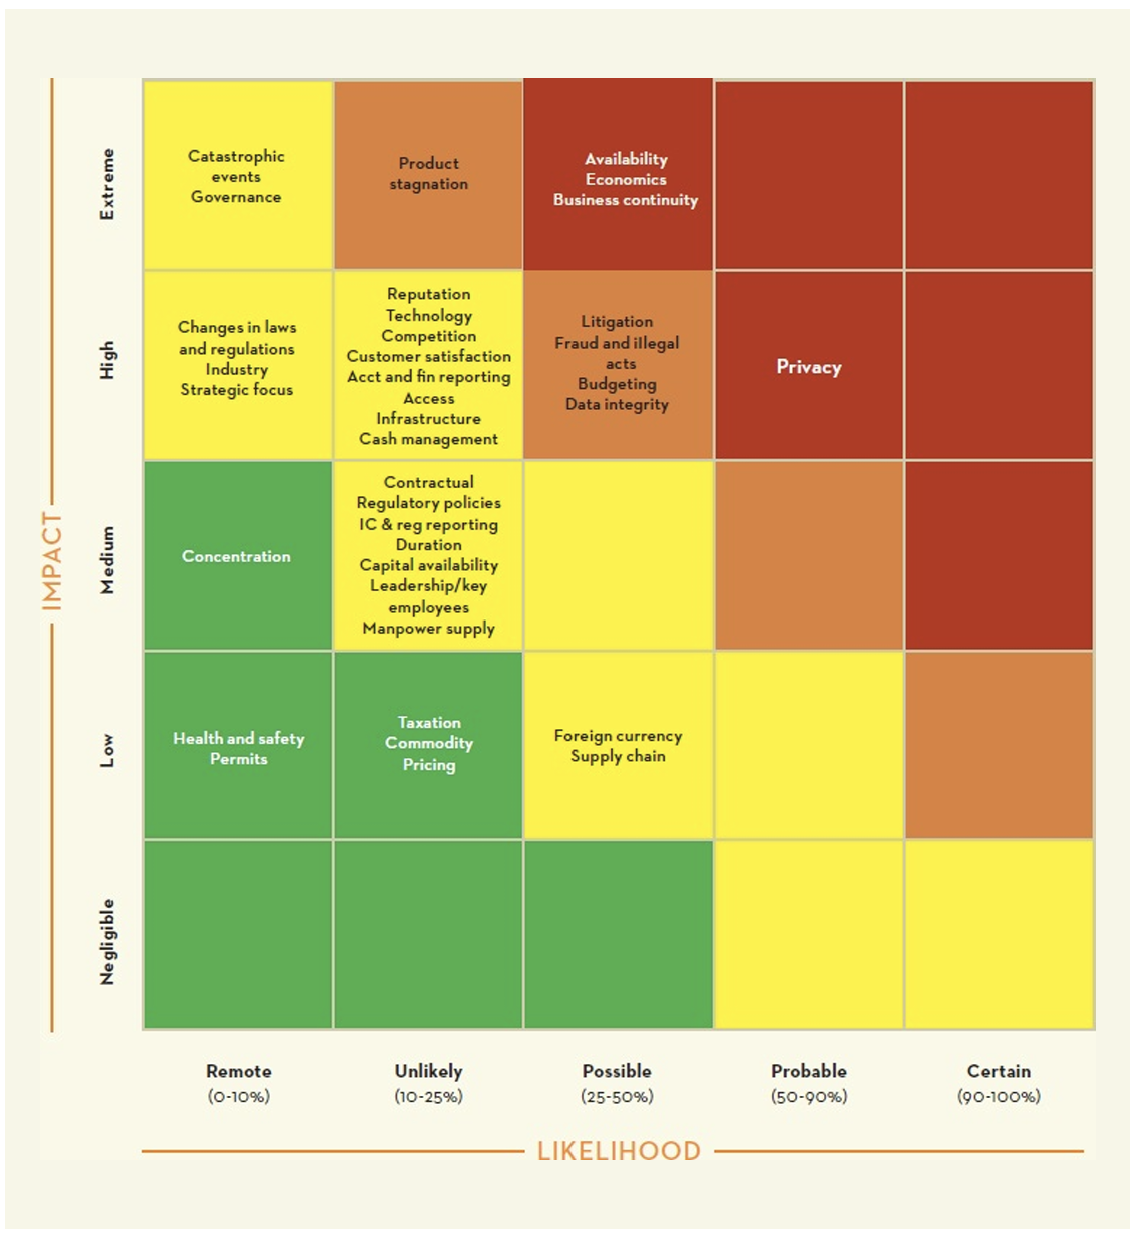 IMPACT
Extreme
Catastrophic
events
Governance
Product
stagnation
Availability
Economics
Business continuity
High
Changes in laws
and regulations
Industry
Strategic focus
Reputation
Technology
Competition
Customer satisfaction
Acct and fin reporting
Access
Infrastructure
Cash management
Litigation
Fraud and illegal
acts
Budgeting
Data integrity
Privacy
Medium
Concentration
Contractual
Regulatory policies
IC & reg reporting
Duration
Capital availability
Leadership/key
employees
Manpower supply
Low
Health and safety
Permits
Taxation
Commodity
Pricing
Foreign currency
Supply chain
Negligible
Remote
(0-10%)
Unlikely
(10-25%)
Possible
(25-50%)
Probable
(50-90%)
Certain
(90-100%)
LIKELIHOOD